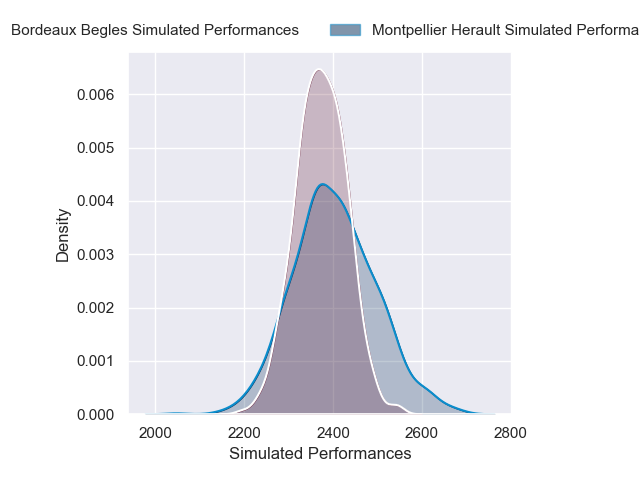 Bordeaux Begles Simulated Performances
Montpellier Herault Simulated Performa
0.006
0.005
0.004
0.003
0.002
0.001
0.000
Density
2000 2200 2400 2600 2800
Simulated Performances